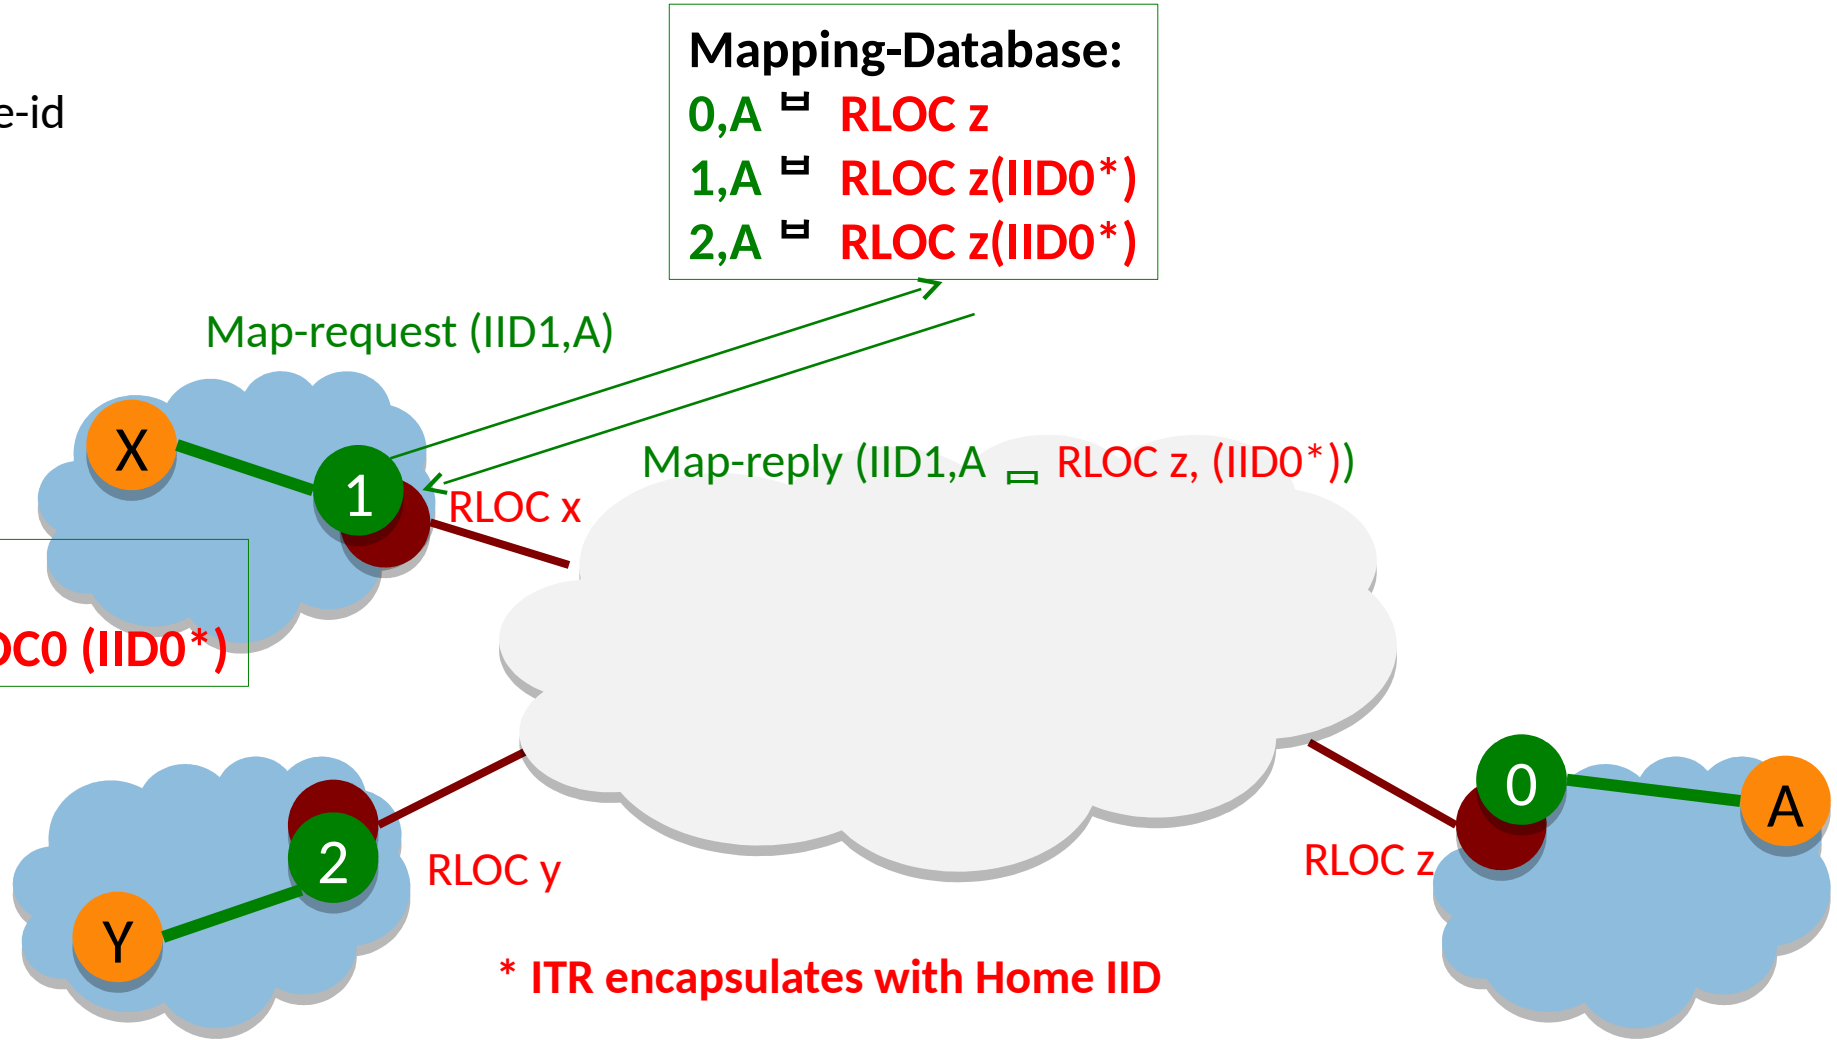 Mapping-Database:
0,A RLOC z
1,A RLOC z(IID0*)
2,A RLOC z(IID0*)
e-id
Map-request (IID1,A)
X
1
Map-reply (IID1,A RLOC z, (IID0*))
RLOC x
OC0 (IID0*)
0
A
2
RLOC y
RLOC z
Y
* ITR encapsulates with Home IID